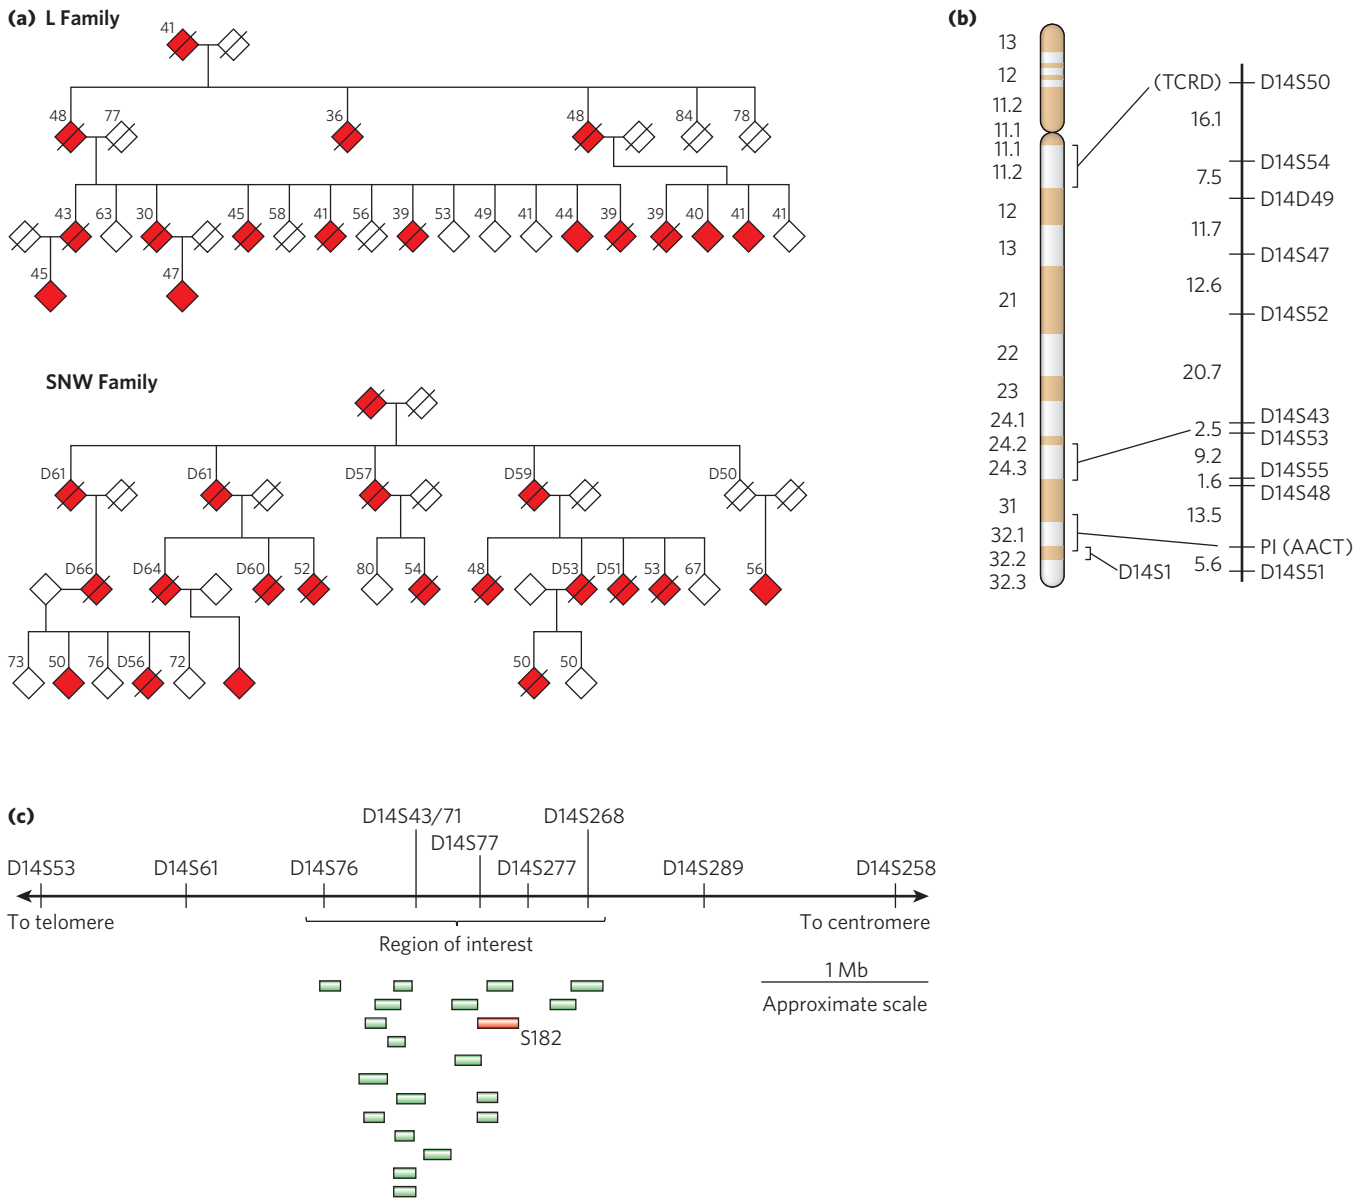 (a) L Family
41
48 77 36 48 84 78
43 63 30 45 58 41 56 39 53 49 41 44 39 39 40 41 41
45 47
SNW Family
D61 D61 D57 D59 D50
D66 D64 D60 52 80 54 48 D53 D51 53 67 56
73 50 76 D56 72 50 50
(b)
13
12
11.2
11.1
11.1
11.2
12
13
21
22
23
24.1
24.2
24.3
31
32.1
32.2
32.3
(TCRD)
D14S1
16.1
7.5
11.7
12.6
20.7
2.5
9.2
1.6
13.5
5.6
D14S50
D14S54
D14D49
D14S47
D14S52
D14S43
D14S53
D14S55
D14S48
PI (AACT)
D14S51
(c)
D14S43/71 D14S268
D14S77
D14S53 D14S61 D14S76 D14S277 D14S289 D14S258
To telomere To centromere
Region of interest
1 Mb
Approximate scale
S182